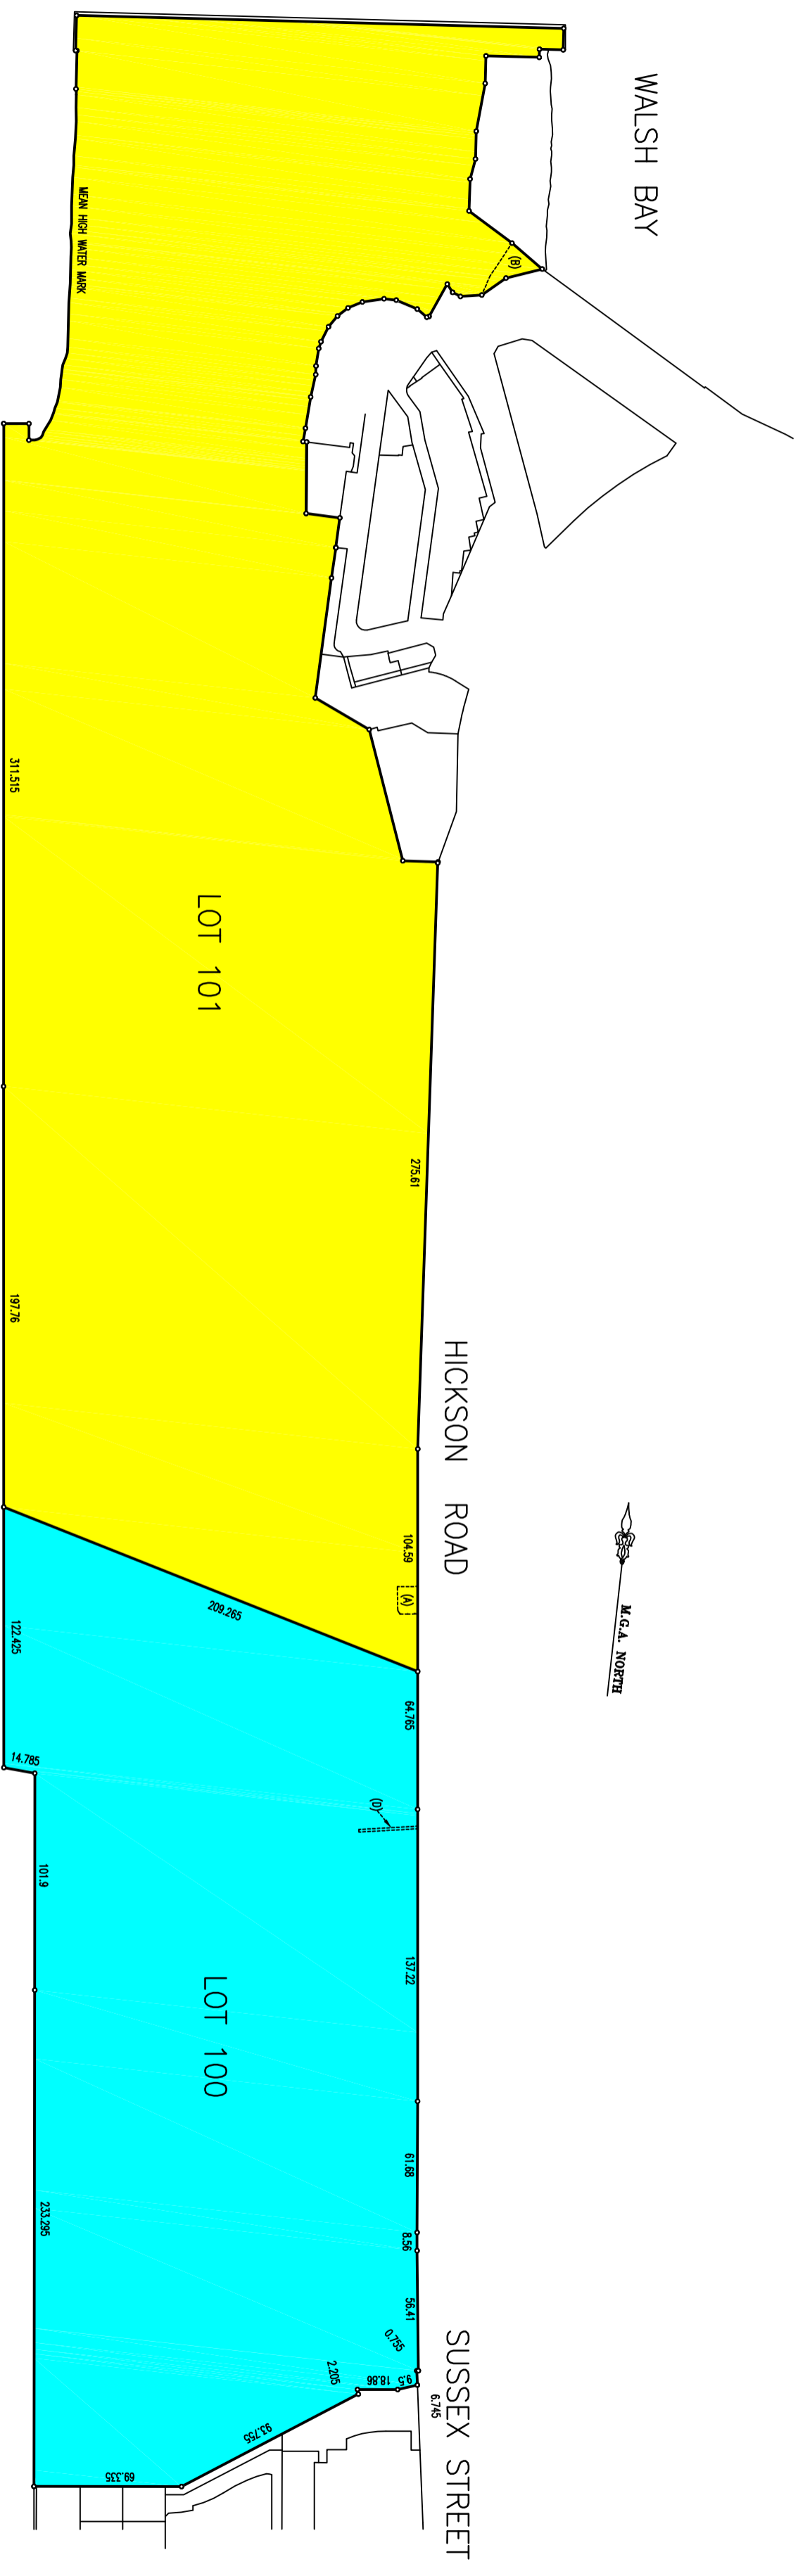 WALSH BAY
(B)
MEAN HIGH WATER MARK
311.515
LOT 101
275.61
197.76
HICKSON ROAD
104.59
(A)
M.G.A. NORTH
209.265
122.425
64.765
14.785
(D)
101.9
137.22
LOT 100
61.68
233.295
8.56
56.41
0.755
SUSSEX STREET
2.205
18.86
9.5
6.745
93.755
69.335